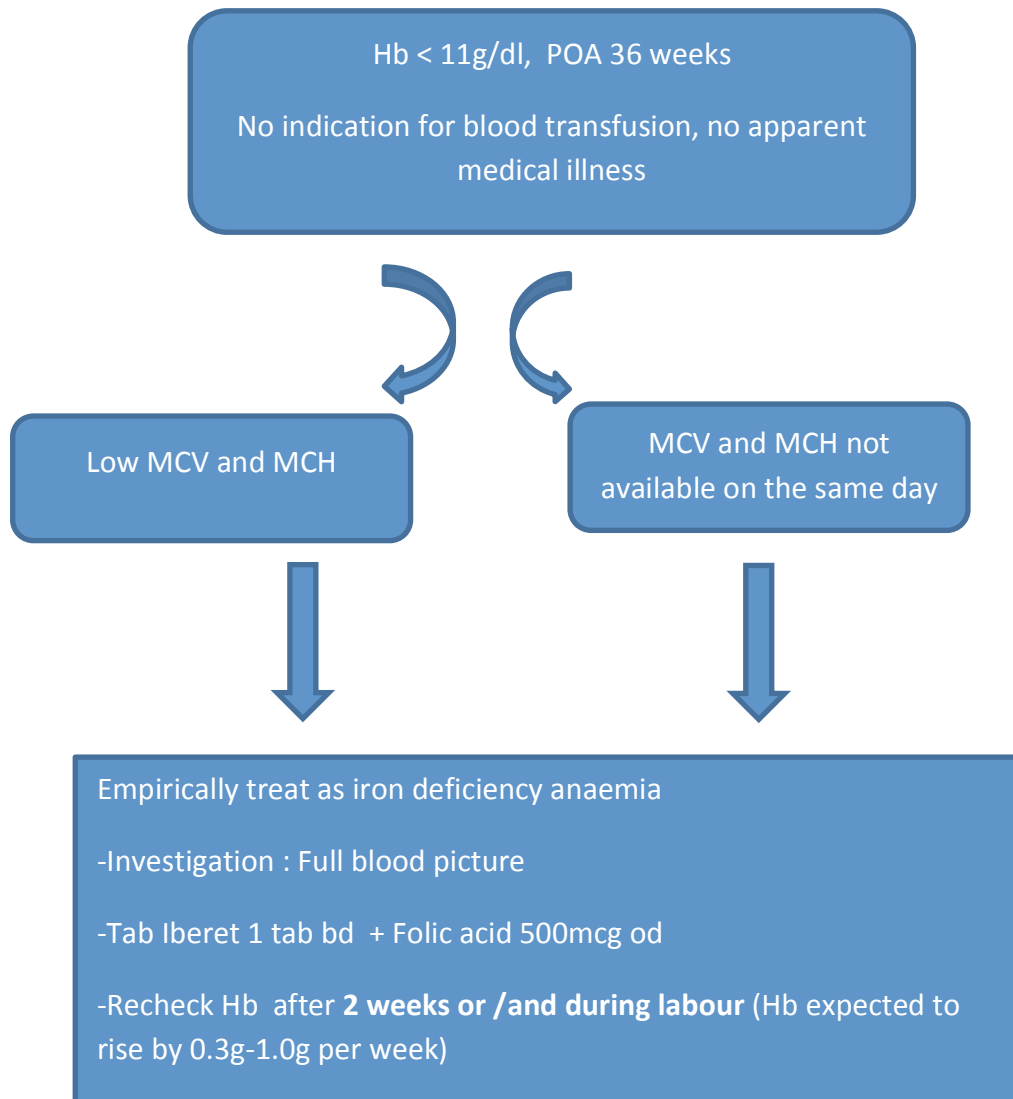 Hb < 11g/dl,  POA 36 weeks
No indication for blood transfusion, no apparent
medical illness
Low MCV and MCH
MCV and MCH not
available on the same day
Empirically treat as iron deficiency anaemia
-Investigation : Full blood picture
-Tab Iberet 1 tab bd  + Folic acid 500mcg od
-Recheck Hb  after 2 weeks or /and during labour (Hb expected to
rise by 0.3g-1.0g per week)